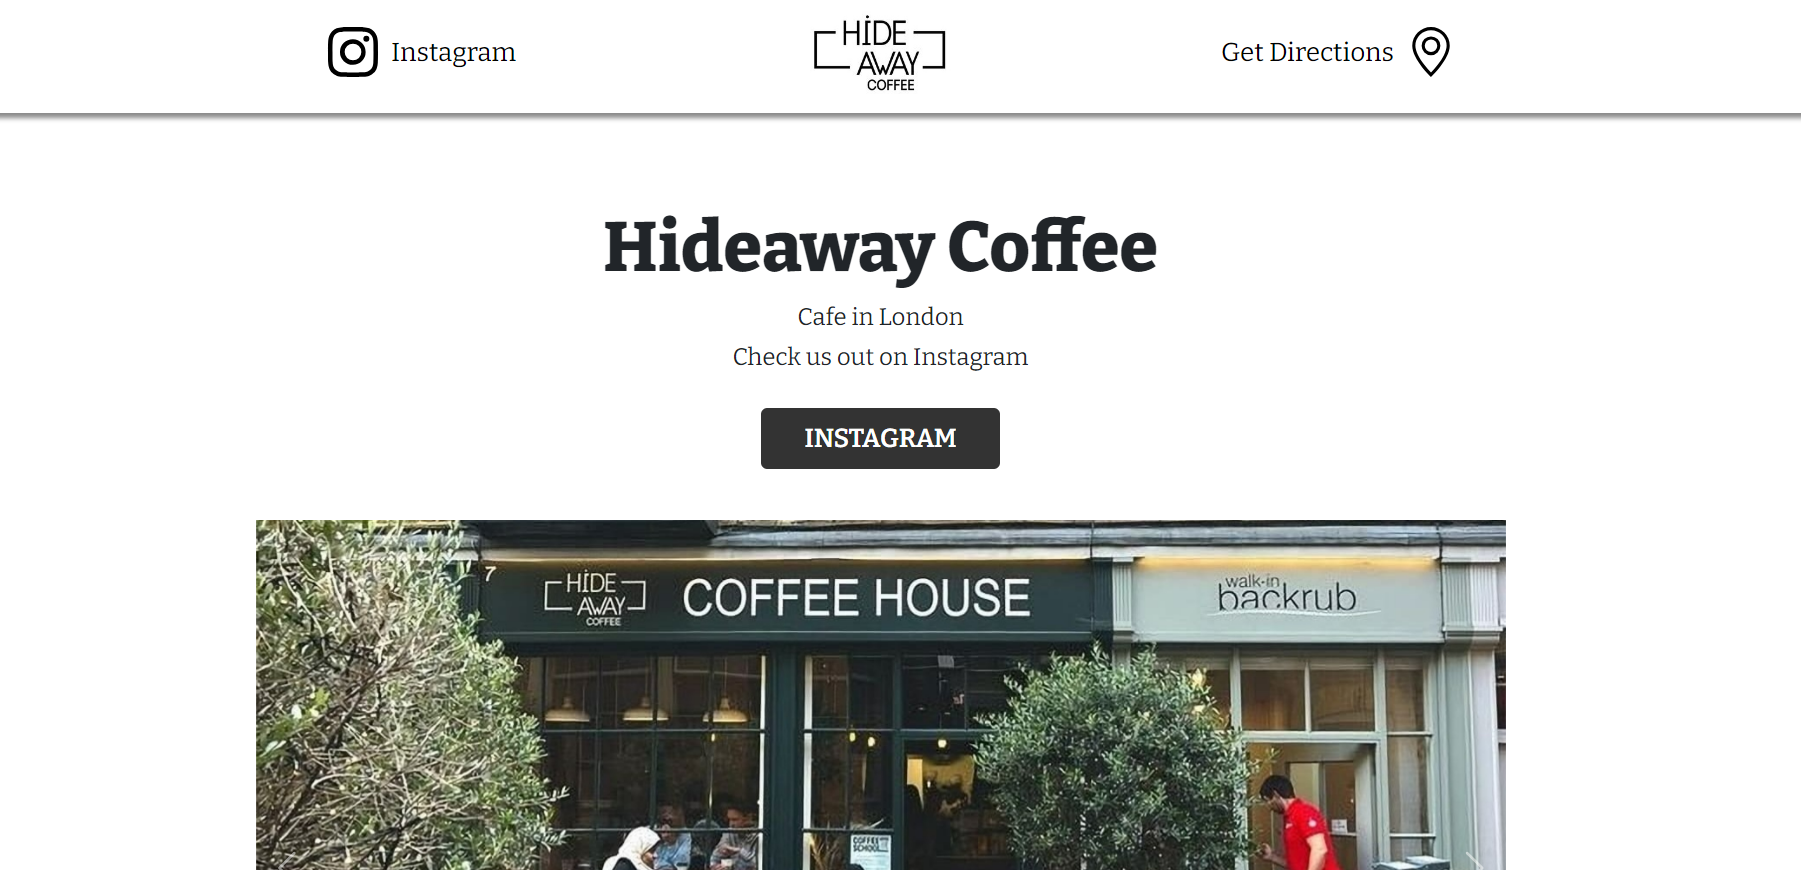 Instagram
HiDE
AWAY
COFFEE
Get Directions
Hideaway Coffee
Cafe in London
Check us out on Instagram
INSTAGRAM
7
HiDE
AWAY
COFFEE
COFFEE HOUSE
walk-in
backrub
COFFEE
SCHOOL